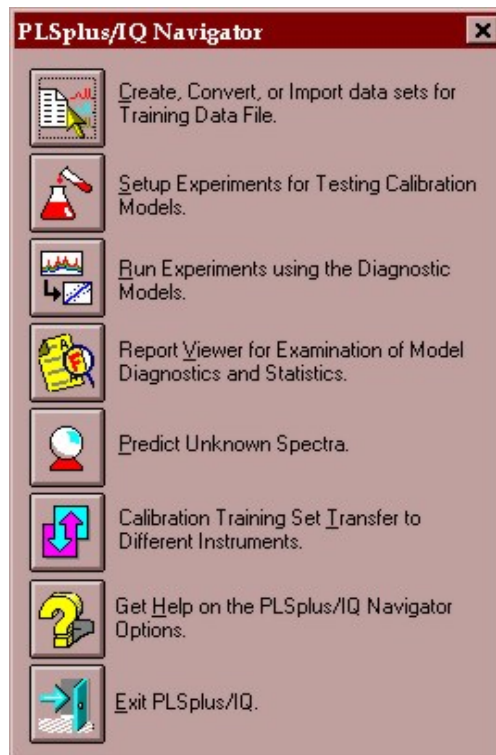 PLSplus/IQ Navigator
Create, Convert, or Import data sets for
Training Data File.
Setup Experiments for Testing Calibration
Models.
Run Experiments using the Diagnostic
Models.
Report Viewer for Examination of Model
Diagnostics and Statistics.
Predict Unknown Spectra.
Calibration Training Set Transfer to
Different Instruments.
Get Help on the PLSplus/IQ Navigator
Options.
Exit PLSplus/IQ.